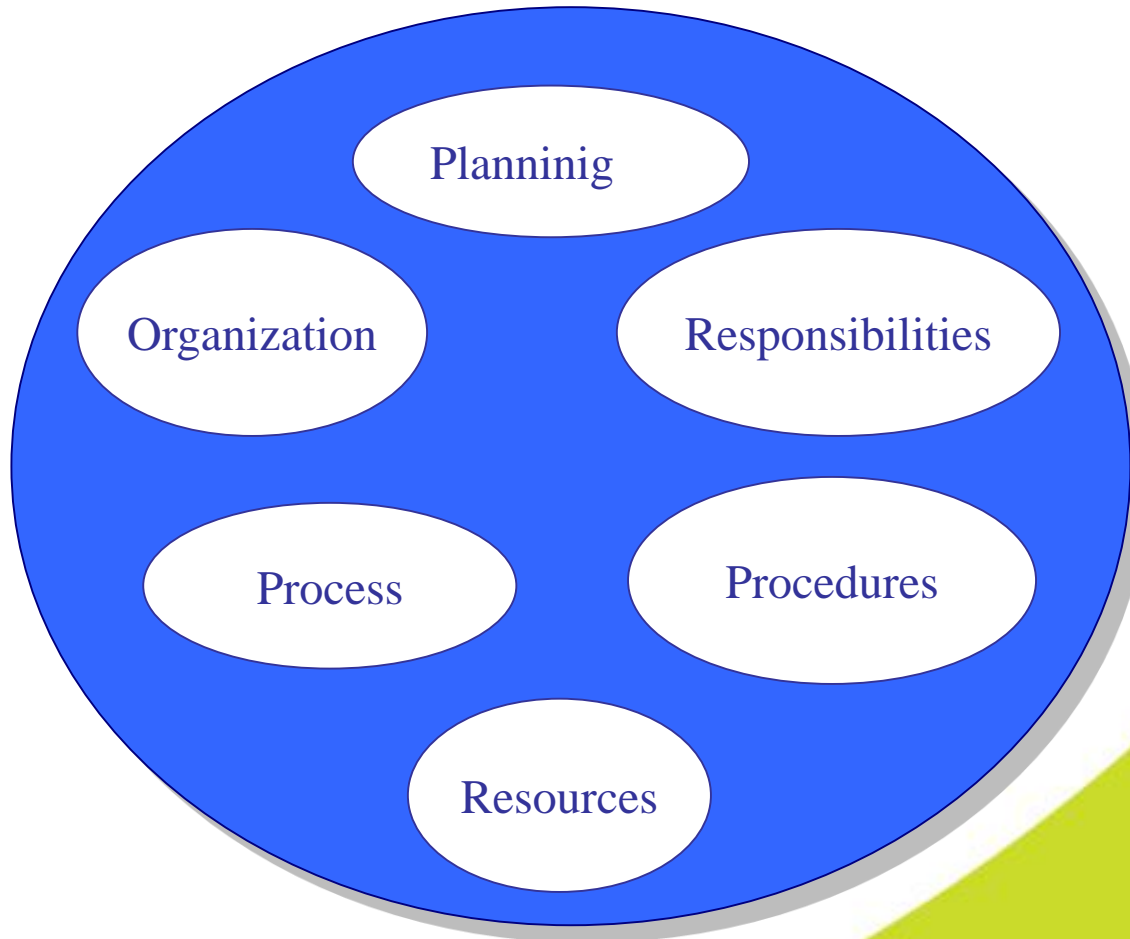 Planninig
Organization
Responsibilities
Process
Procedures
Resources